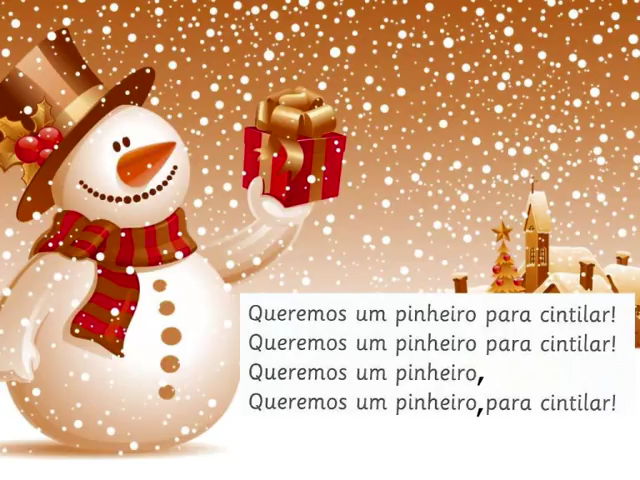 Queremos um pinheiro para cintilar!
Queremos um pinheiro para cintilar!
Queremos um pinheiro,
Queremos um pinheiro,para cintilar!